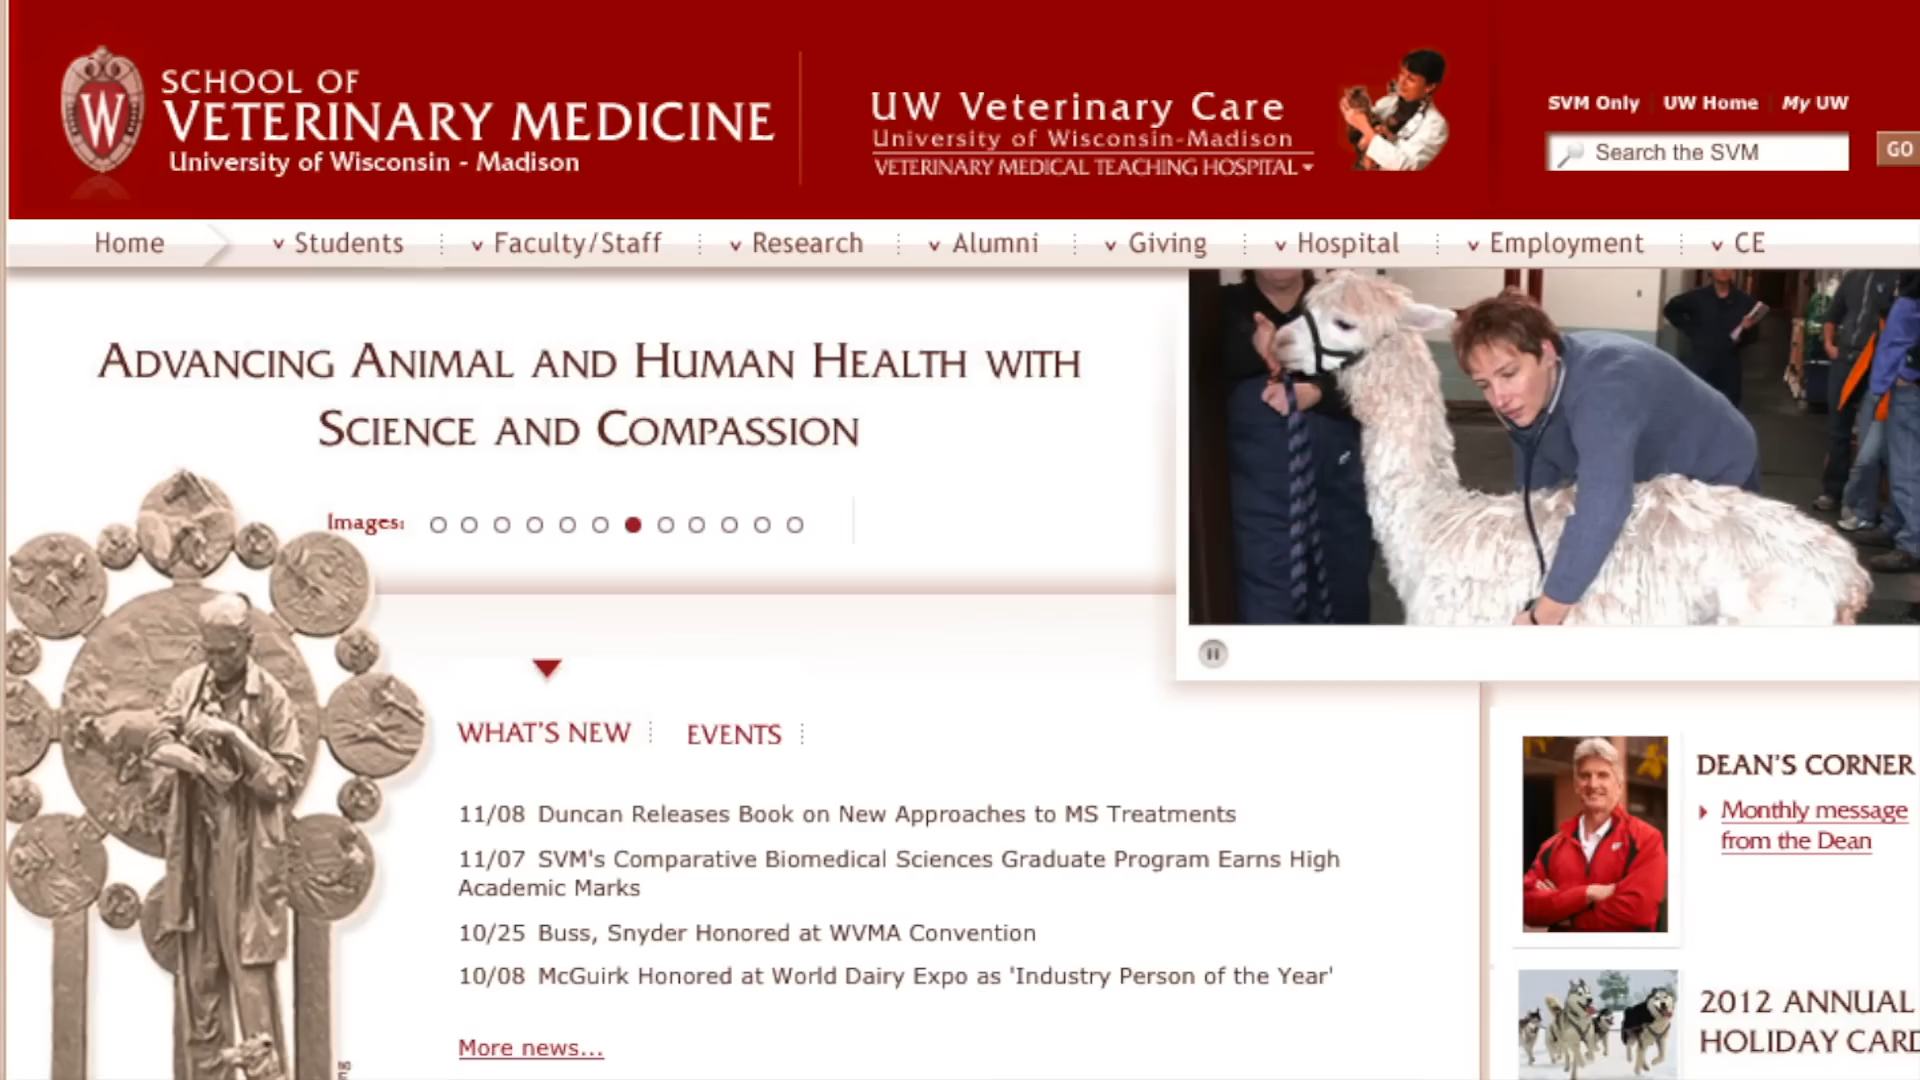 SCHOOL OF
VETERINARY MEDICINE
University of Wisconsin - Madison
UW Veterinary Care
University of Wisconsin-Madison
VETERINARY MEDICAL TEACHING HOSPITAL
SVM Only UW Home My UW
Search the SVM GO
Home Students Faculty/Staff Research Alumni Giving Hospital Employment CE
ADVANCING ANIMAL AND HUMAN HEALTH WITH
SCIENCE AND COMPASSION
Images:
WHAT'S NEW EVENTS
11/08 Duncan Releases Book on New Approaches to MS Treatments
11/07 SVM's Comparative Biomedical Sciences Graduate Program Earns High
Academic Marks
10/25 Buss, Snyder Honored at WVMA Convention
10/08 McGuirk Honored at World Dairy Expo as 'Industry Person of the Year'
More news...
DEAN'S CORNER
Monthly message
from the Dean
2012 ANNUAL
HOLIDAY CARD
W